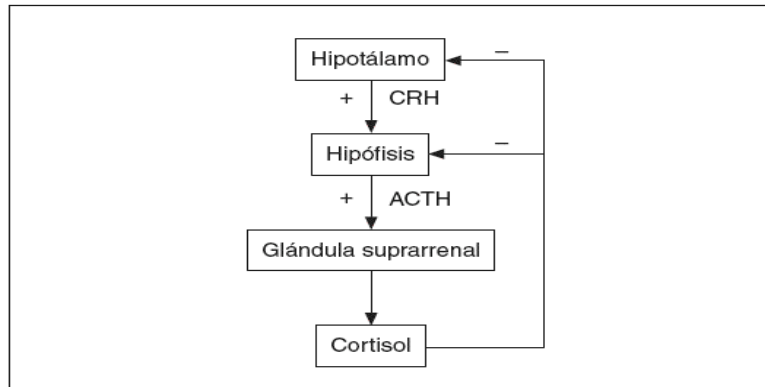 Hipotálamo
–
+ CRH
Hipófisis
–
+ ACTH
Glándula suprarrenal
Cortisol